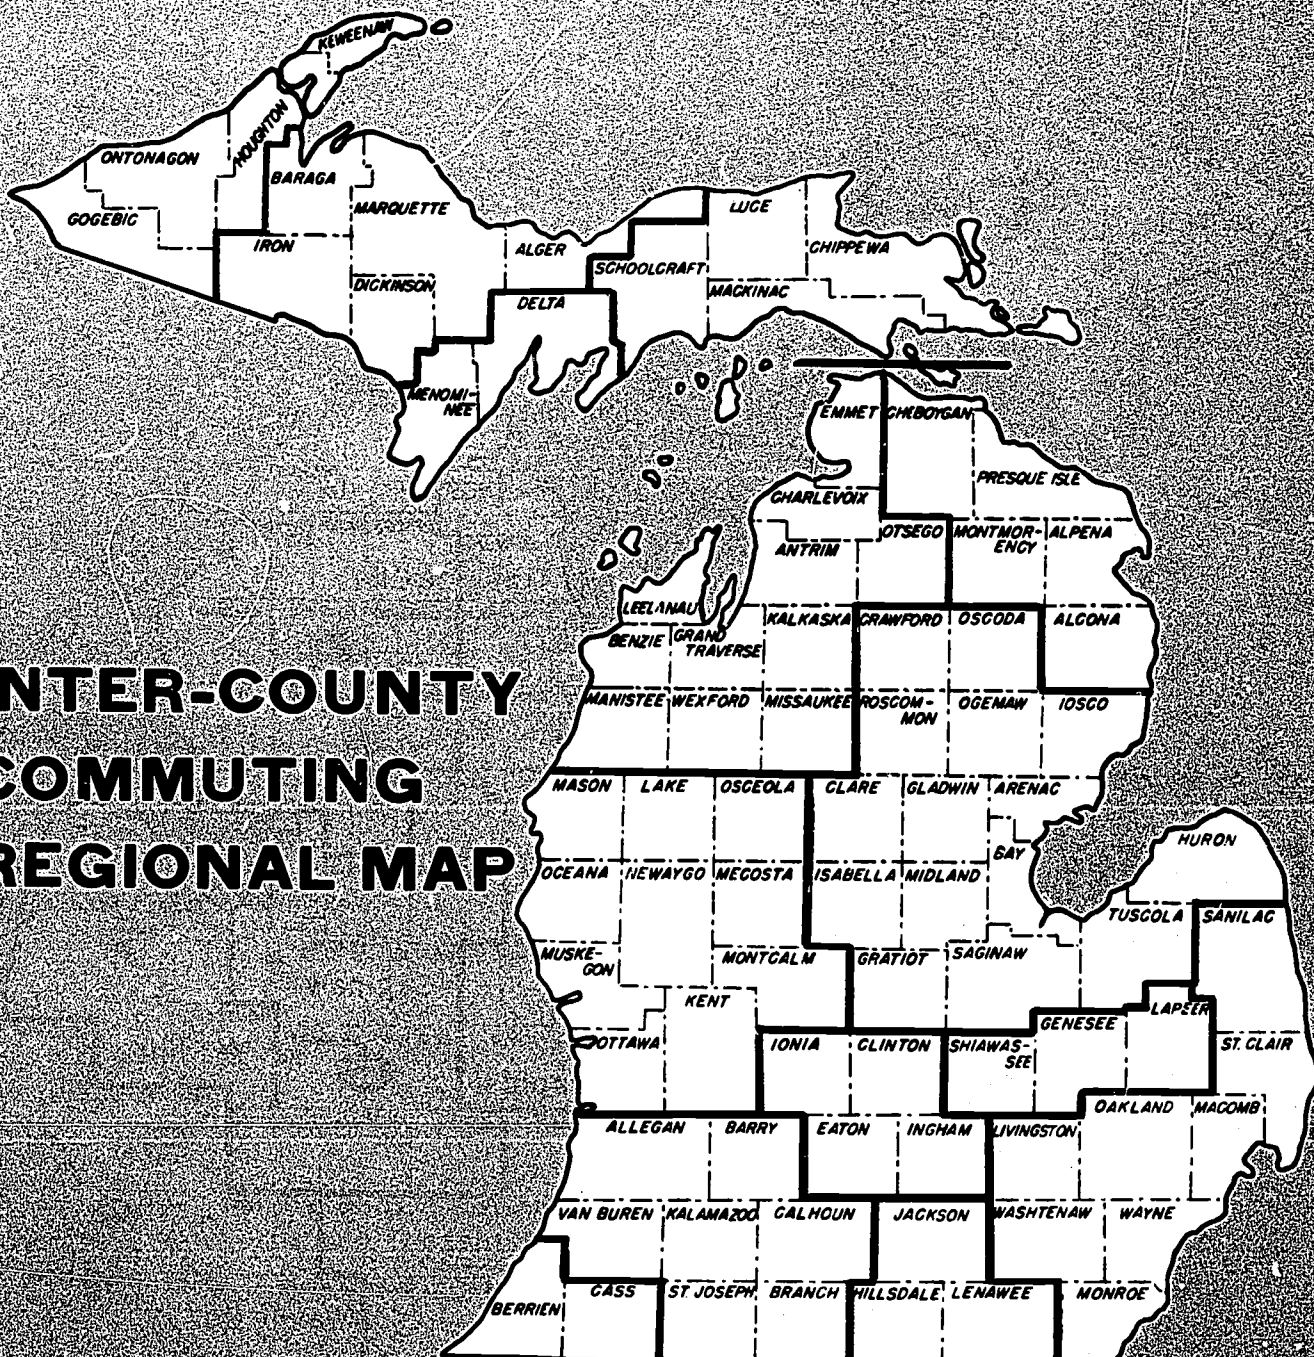 KEWEENAW
HOUGHTON
ONTONAGON
BARAGA
GOGEBIC
MARQUETTE
IRON
ALGER
LUCE
CHIPPEWA
SCHOOLCRAFT
DICKINSON
DELTA
MACKINAC
MENOMI-
NEE
EMMET
CHEBOYGAN
PRESQUE ISLE
CHARLEVOIX
ANTRIM
OTSEGO
MONTMOR-
ENCY
ALPENA
LEELANAU
BENZIE
GRAND
TRAVERSE
KALKASKA
CRAWFORD
OSCODA
ALCONA
NTER-COUNTY
COMMUTING
REGIONAL MAP
MANISTEE
WEXFORD
MISSAUKEE
ROSCOM-
MON
OGEMAW
IOSCO
MASON
LAKE
OSCEOLA
CLARE
GLADWIN
ARENAC
HURON
BAY
OCEANA
NEWAYGO
MECOSTA
ISABELLA
MIDLAND
TUSCOLA
SANILAC
MUSKE-
GON
MONTCALM
GRATIOT
SAGINAW
KENT
LAPEER
GENESEE
OTTAWA
IONIA
CLINTON
SHIAWAS-
SEE
ST. CLAIR
OAKLAND
MACOMB
ALLEGAN
BARRY
EATON
INGHAM
LIVINGSTON
VAN BUREN
KALAMAZOO
CALHOUN
JACKSON
WASHTENAW
WAYNE
BERRIEN
CASS
ST. JOSEPH
BRANCH
HILLSDALE
LENAWEE
MONROE